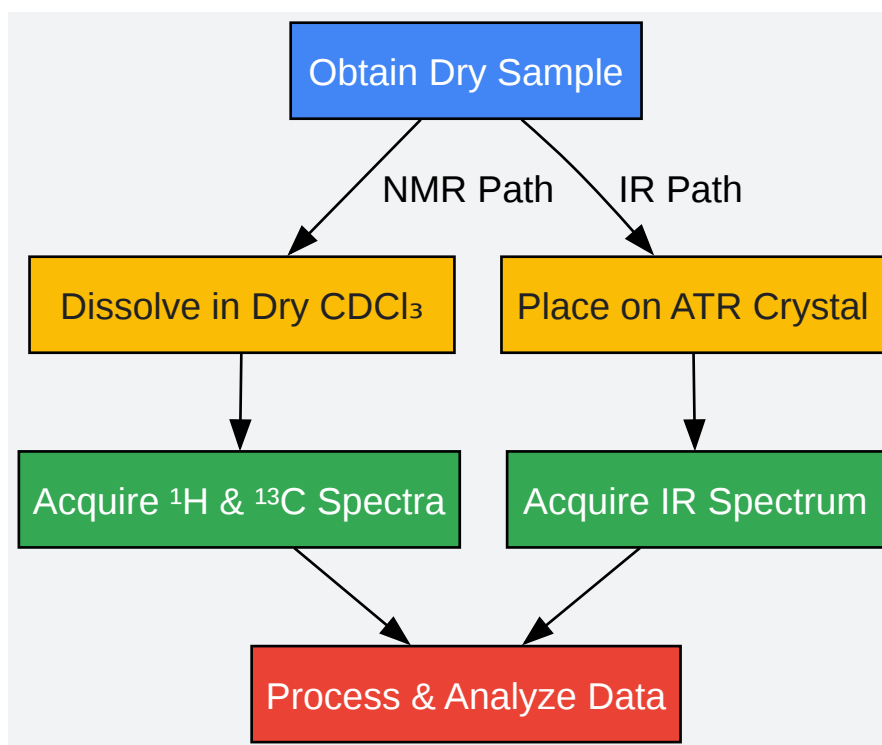 Obtain Dry Sample
NMR Path
IR Path
Dissolve in Dry CDCl₃
Place on ATR Crystal
Acquire ¹H & ¹³C Spectra
Acquire IR Spectrum
Process & Analyze Data